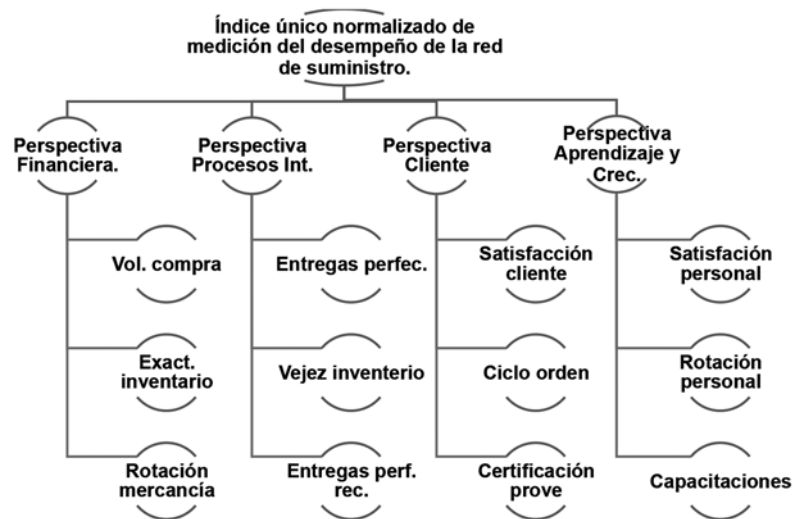 Índice único normalizado de
medición del desempeño de la red
de suministro.
Perspectiva
Financiera.
Perspectiva
Procesos Int.
Perspectiva
Cliente
Perspectiva
Aprendizaje y
Crec.
Vol. compra
Entregas perfec.
Satisfacción
cliente
Satisfación
personal
Exact.
inventario
Vejez inventerio
Ciclo orden
Rotación
personal
Rotación
mercancía
Entregas perf.
rec.
Certificación
prove
Capacitaciones